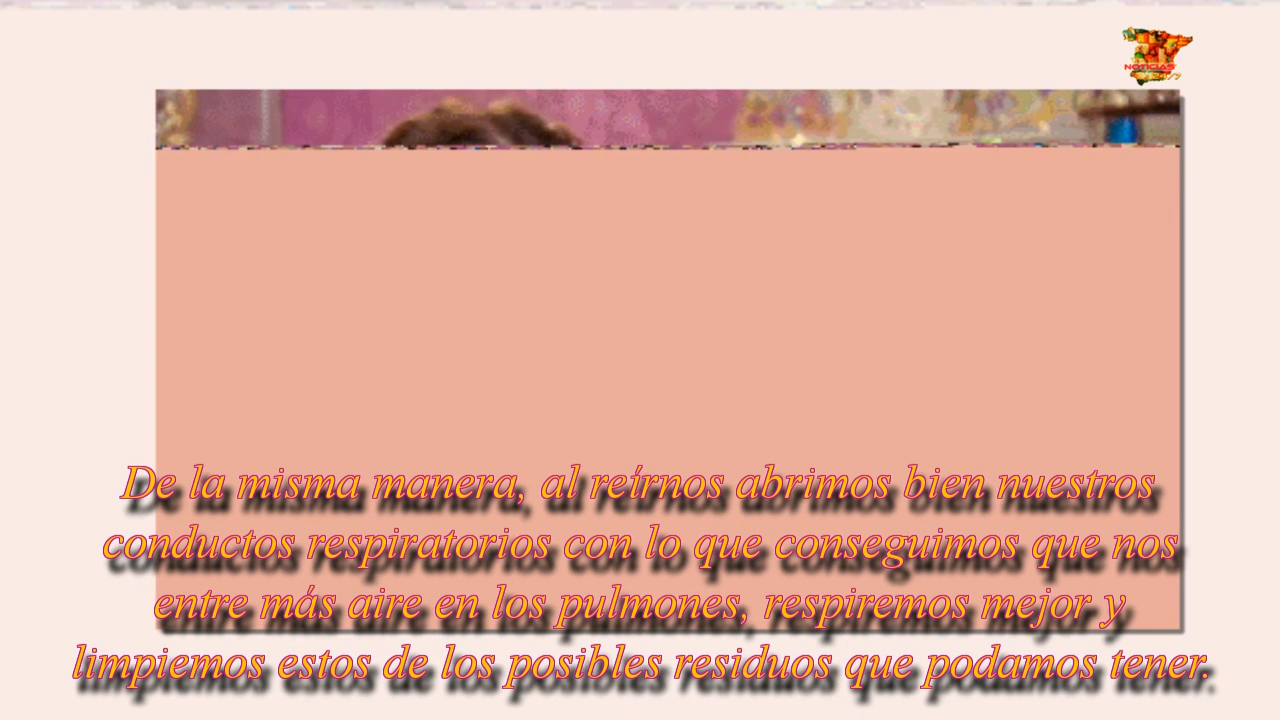 NOTICIAS
De la misma manera, al reírnos abrimos bien nuestros
conductos respiratorios con lo que conseguimos que nos
entre más aire en los pulmones, respiremos mejor y
limpiemos estos de los posibles residuos que podamos tener.